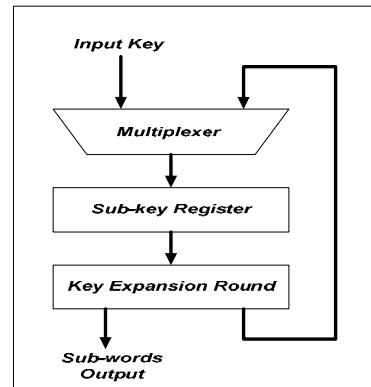 Input Key
Multiplexer
Sub-key Register
Key Expansion Round
Sub-words
Output